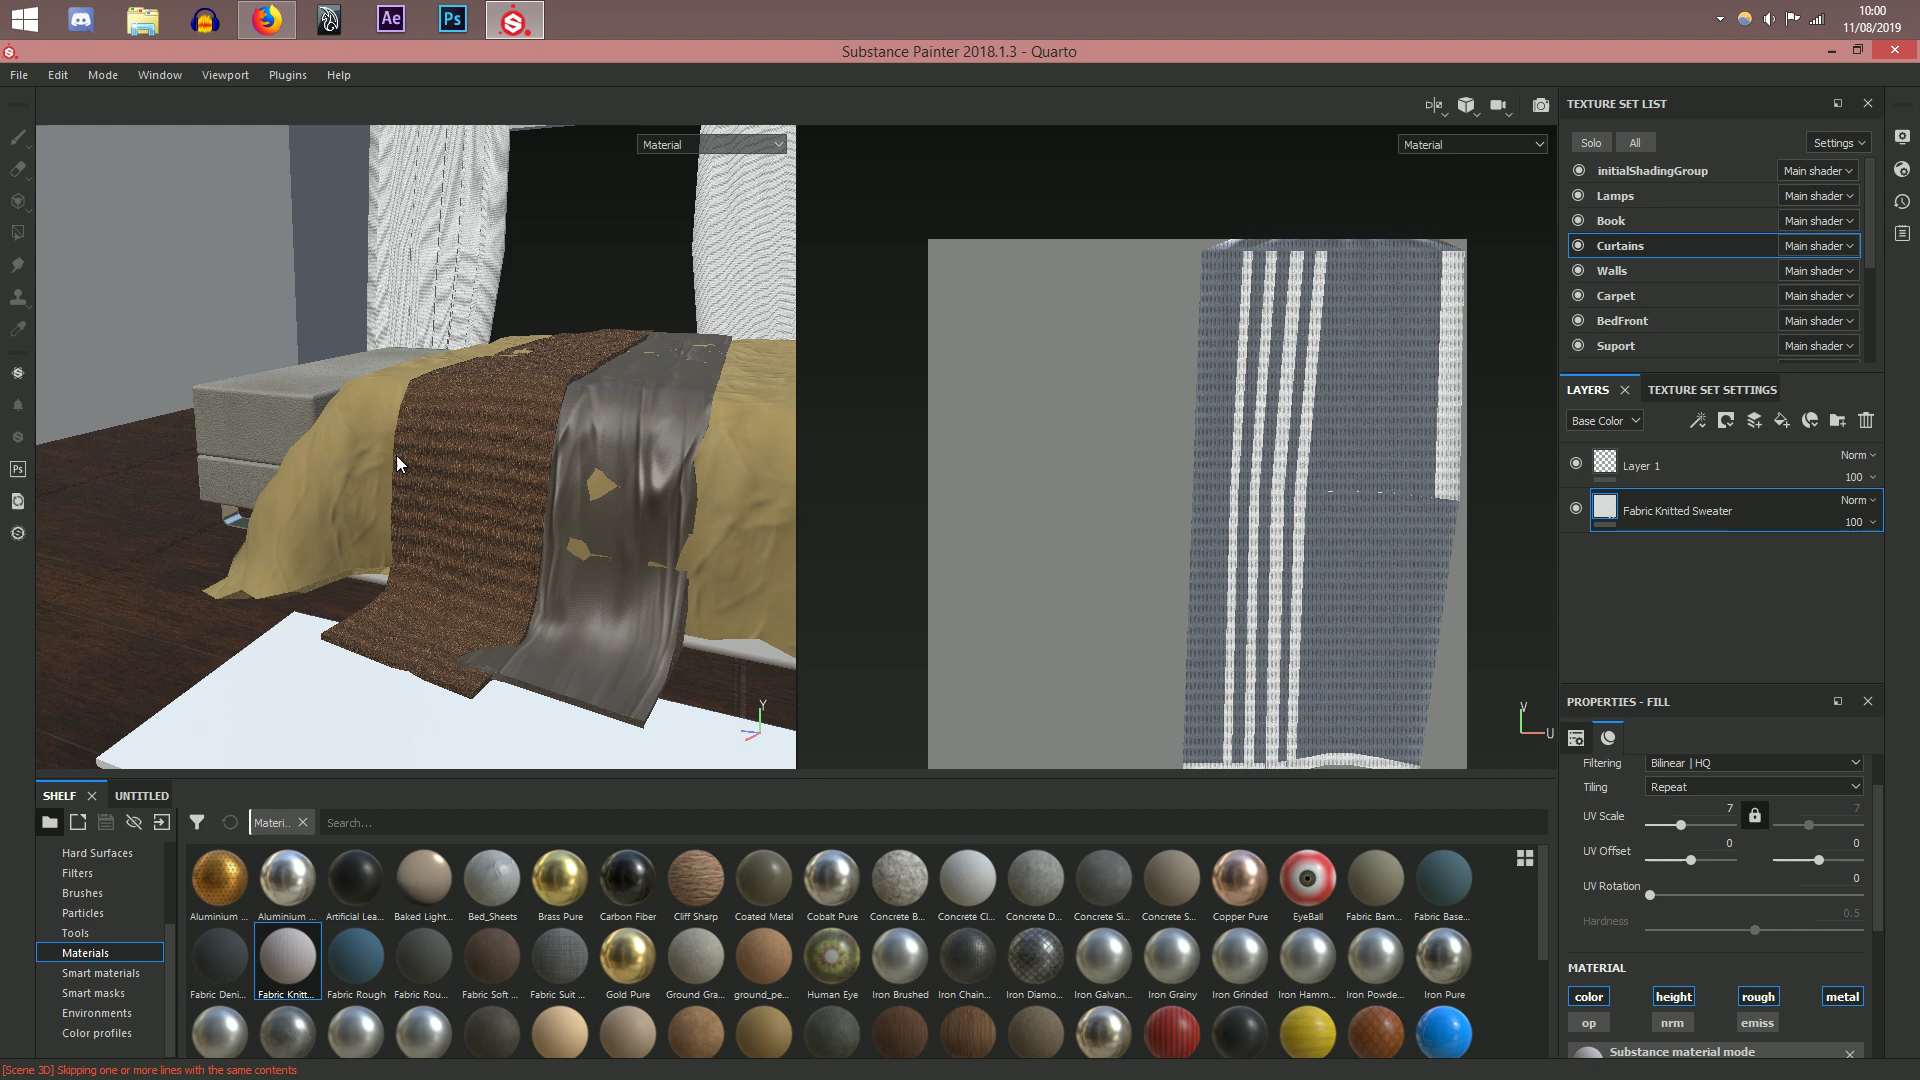 Ae
Ps
10:00
11/08/2019
Substance Painter 2018.1.3 - Quarto
File Edit Mode Window Viewport Plugins Help
Material
Material
TEXTURE SET LIST
Solo All Settings
initialShadingGroup Main shader
Lamps Main shader
Book Main shader
Curtains Main shader
Walls Main shader
Carpet Main shader
BedFront Main shader
Suport Main shader
LAYERS TEXTURE SET SETTINGS
Base Color
Layer 1 Norm 100
Fabric Knitted Sweater Norm 100
PROPERTIES - FILL
Filtering Bilinear | HQ
Tiling Repeat
UV Scale 7 7
UV Offset 0 0
UV Rotation 0
Hardness 0.5
MATERIAL
color height rough metal
op nrm emiss
Substance material mode
Ps
Y
V
U
SHELF UNTITLED
Materi.. Search...
Hard Surfaces
Filters
Brushes
Particles
Tools
Materials
Smart materials
Smart masks
Environments
Color profiles
Aluminium ... Aluminium ... Artificial Lea... Baked Light... Bed_Sheets Brass Pure Carbon Fiber Cliff Sharp Coated Metal Cobalt Pure Concrete B... Concrete Cl... Concrete D... Concrete Si... Concrete S... Copper Pure EyeBall Fabric Bam... Fabric Base...
Fabric Deni... Fabric Knitt... Fabric Rough Fabric Rou... Fabric Soft ... Fabric Suit ... Gold Pure Ground Gra... ground_pe... Human Eye Iron Brushed Iron Chain... Iron Diamo... Iron Galvan... Iron Grainy Iron Grinded Iron Hamm... Iron Powde... Iron Pure
[Scene 3D] Skipping one or more lines with the same contents